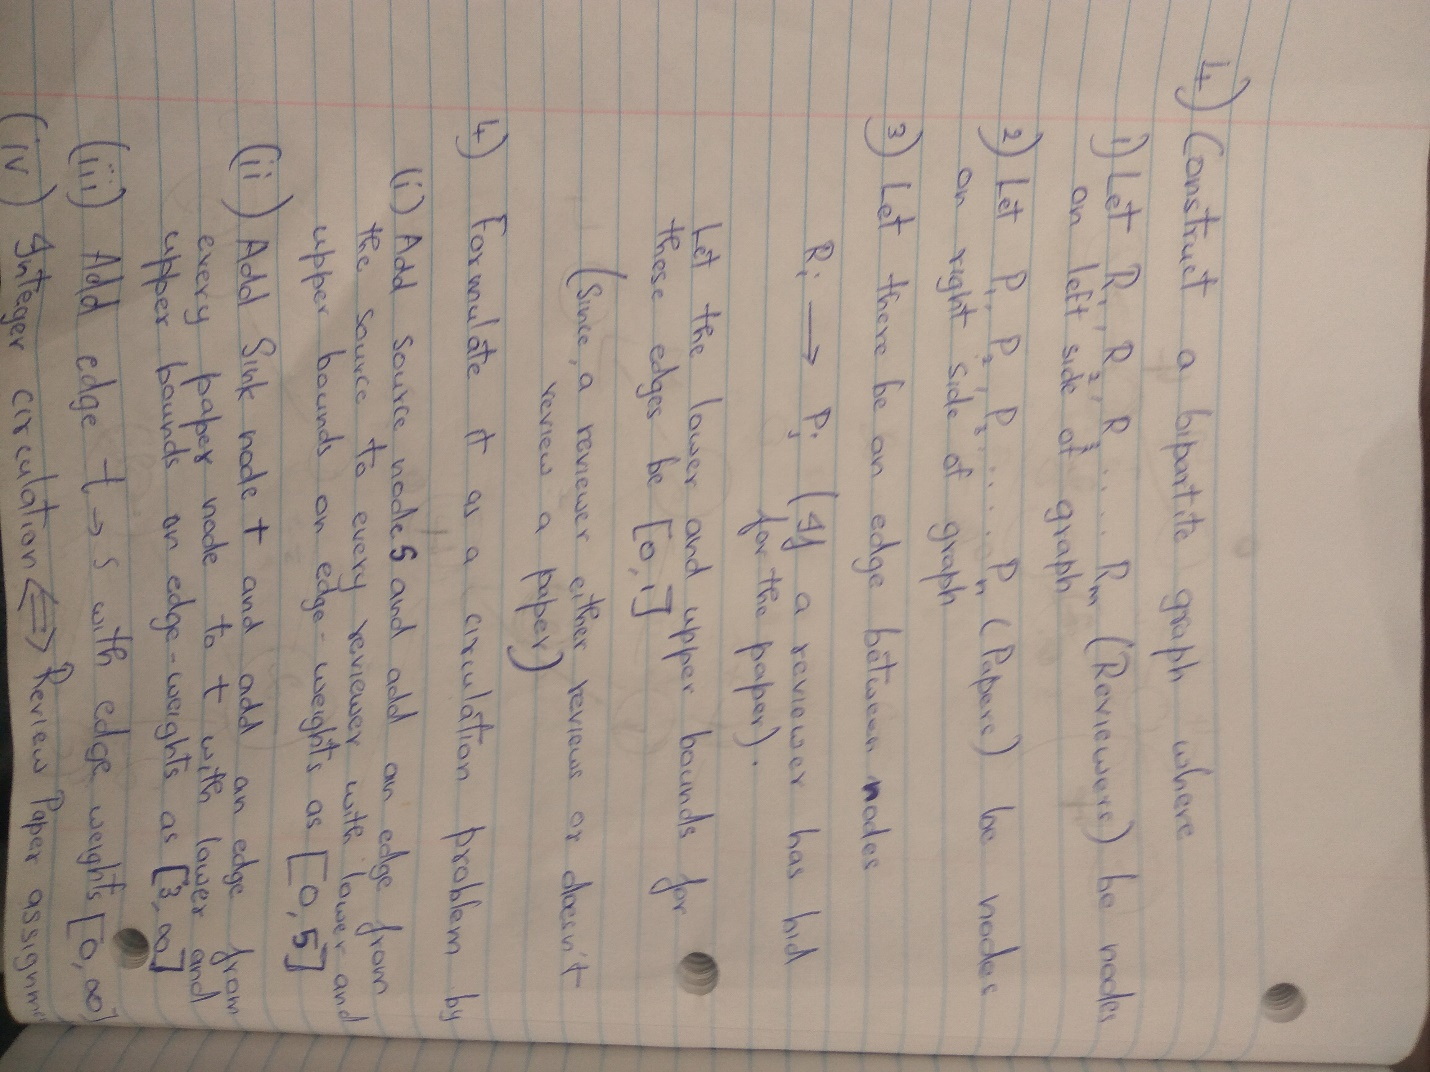 4) Construct a bipartite graph where
1) Let R1, R2, R3 ..... Rm (Reviewers) be nodes
on left side of graph
2) Let P1, P2, P3 ..... Pn (Papers) be nodes
on right side of graph
3) Let there be an edge between nodes
Ri → Pj (If a reviewer has bid
for the paper).
Let the lower and upper bounds for
these edges be [0,1]
(Since, a reviewer either reviews or doesn't
review a paper)
4) Formulate it as a circulation problem by
(i) Add source node S and add an edge from
the source to every reviewer with lower and
upper bounds on edge-weights as [0,5]
(ii) Add Sink node t and add an edge from
every paper node to t with lower and
upper bounds on edge-weights as [3,∞]
(iii) Add edge t → s with edge weights [0,∞]
(iv) Integer circulation ⟺ Review Paper